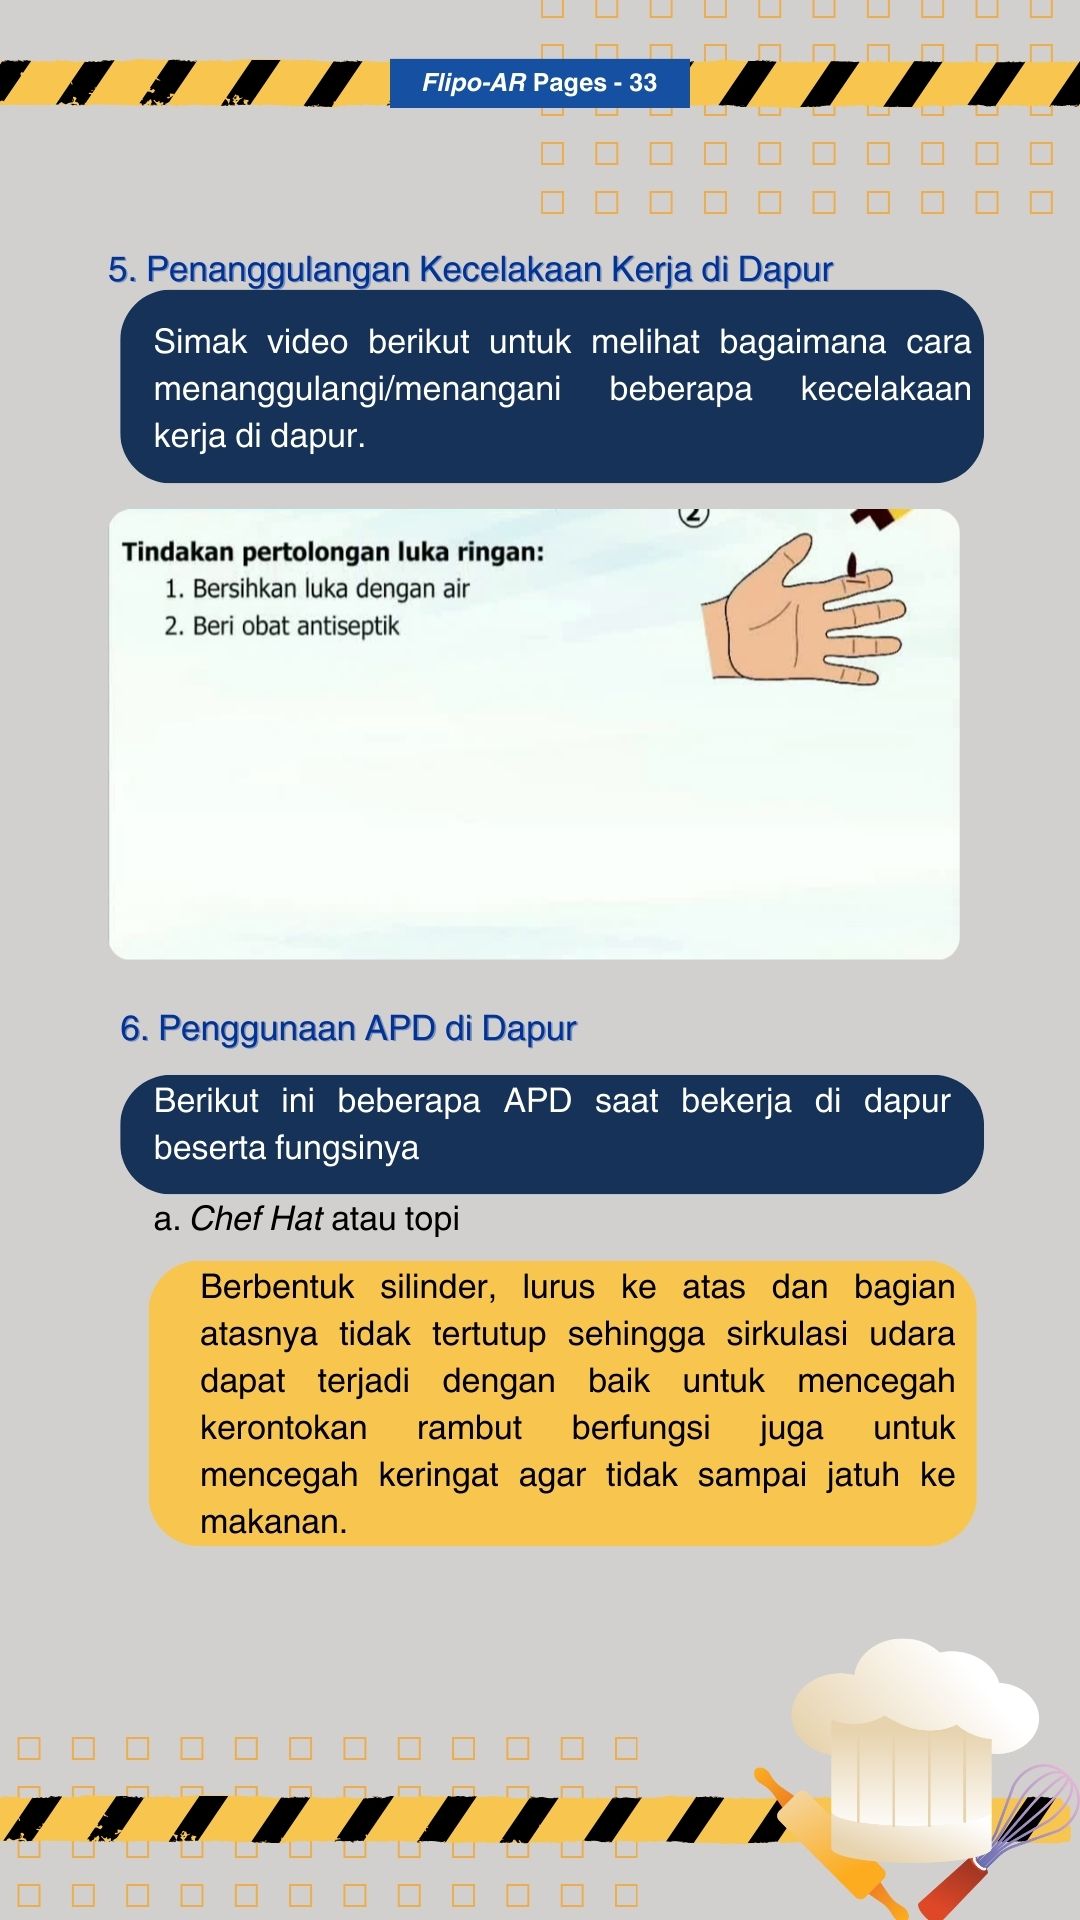 Flipo-AR Pages - 33
5. Penanggulangan Kecelakaan Kerja di Dapur
Simak video berikut untuk melihat bagaimana cara
menanggulangi/menangani beberapa kecelakaan
kerja di dapur.
2
Tindakan pertolongan luka ringan:
1. Bersihkan luka dengan air
2. Beri obat antiseptik
6. Penggunaan APD di Dapur
Berikut ini beberapa APD saat bekerja di dapur
beserta fungsinya
a. Chef Hat atau topi
Berbentuk silinder, lurus ke atas dan bagian
atasnya tidak tertutup sehingga sirkulasi udara
dapat terjadi dengan baik untuk mencegah
kerontokan rambut berfungsi juga untuk
mencegah keringat agar tidak sampai jatuh ke
makanan.